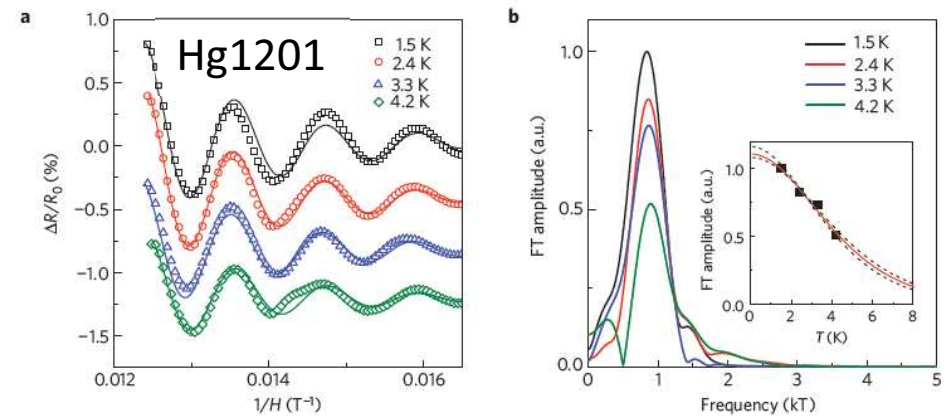 a
1.0
0.5
0.0
−0.5
−1.0
−1.5
ΔR/R0 (%)
Hg1201
1.5 K
2.4 K
3.3 K
4.2 K
0.012
0.014
0.016
1/H (T−1)
b
1.0
0.5
0.0
FT amplitude (a.u.)
1.5 K
2.4 K
3.3 K
4.2 K
1.0
0.5
0.0
FT amplitude (a.u.)
0 2 4 6 8
T (K)
0 1 2 3 4 5
Frequency (kT)